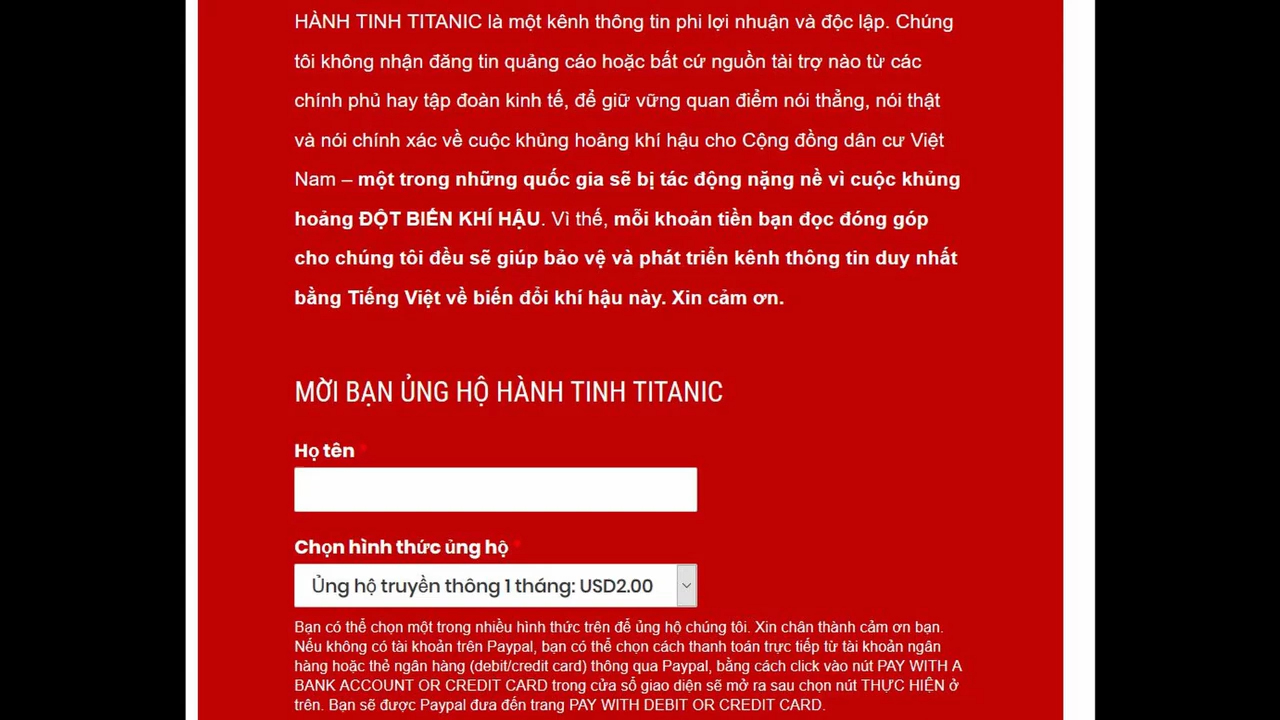 HÀNH TINH TITANIC là một kênh thông tin phi lợi nhuận và độc lập. Chúng
tôi không nhận đăng tin quảng cáo hoặc bất cứ nguồn tài trợ nào từ các
chính phủ hay tập đoàn kinh tế, để giữ vững quan điểm nói thẳng, nói thật
và nói chính xác về cuộc khủng hoảng khí hậu cho Cộng đồng dân cư Việt
Nam – một trong những quốc gia sẽ bị tác động nặng nề vì cuộc khủng
hoảng ĐỘT BIẾN KHÍ HẬU. Vì thế, mỗi khoản tiền bạn đọc đóng góp
cho chúng tôi đều sẽ giúp bảo vệ và phát triển kênh thông tin duy nhất
bằng Tiếng Việt về biến đổi khí hậu này. Xin cảm ơn.
MỜI BẠN ỦNG HỘ HÀNH TINH TITANIC
Họ tên *
Chọn hình thức ủng hộ *
Ủng hộ truyền thông 1 tháng: USD2.00
Bạn có thể chọn một trong nhiều hình thức trên để ủng hộ chúng tôi. Xin chân thành cảm ơn bạn.
Nếu không có tài khoản trên Paypal, bạn có thể chọn cách thanh toán trực tiếp từ tài khoản ngân
hàng hoặc thẻ ngân hàng (debit/credit card) thông qua Paypal, bằng cách click vào nút PAY WITH A
BANK ACCOUNT OR CREDIT CARD trong cửa sổ giao diện sẽ mở ra sau chọn nút THỰC HIỆN ở
trên. Bạn sẽ được Paypal đưa đến trang PAY WITH DEBIT OR CREDIT CARD.